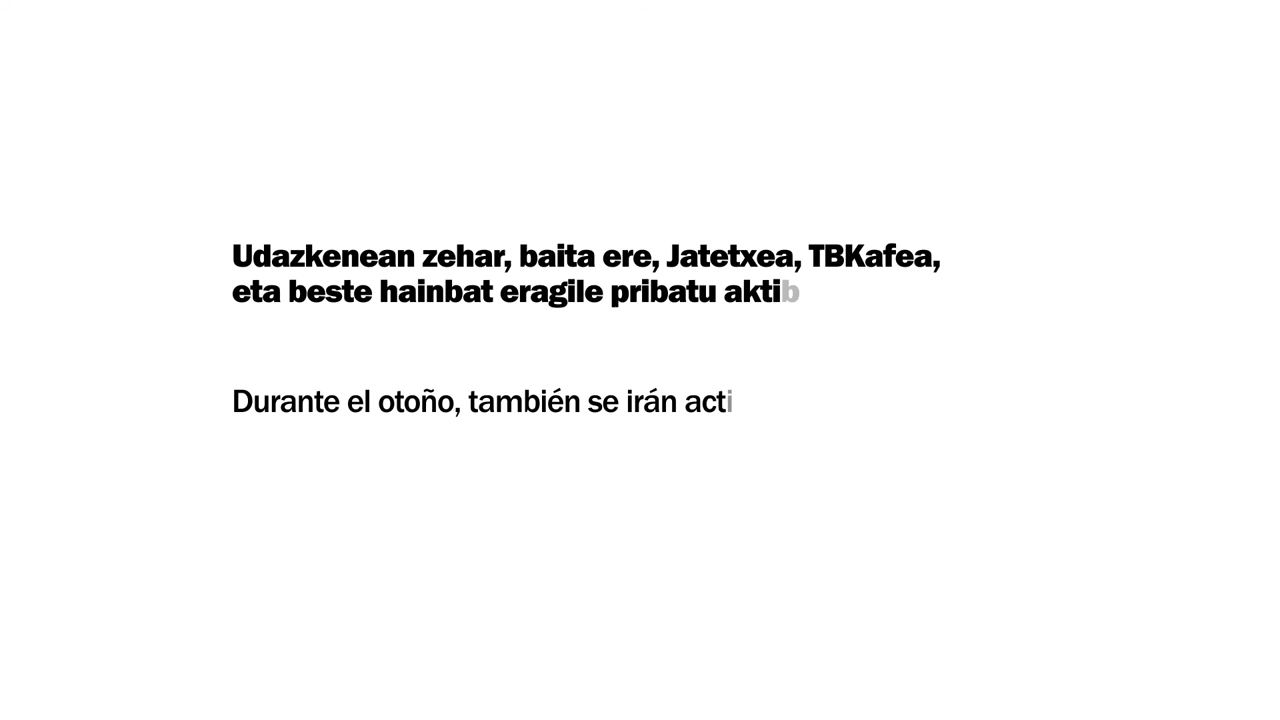 Udazkenean zehar, baita ere, Jatetxea, TBKafea,
eta beste hainbat eragile pribatu aktib
Durante el otoño, también se irán acti